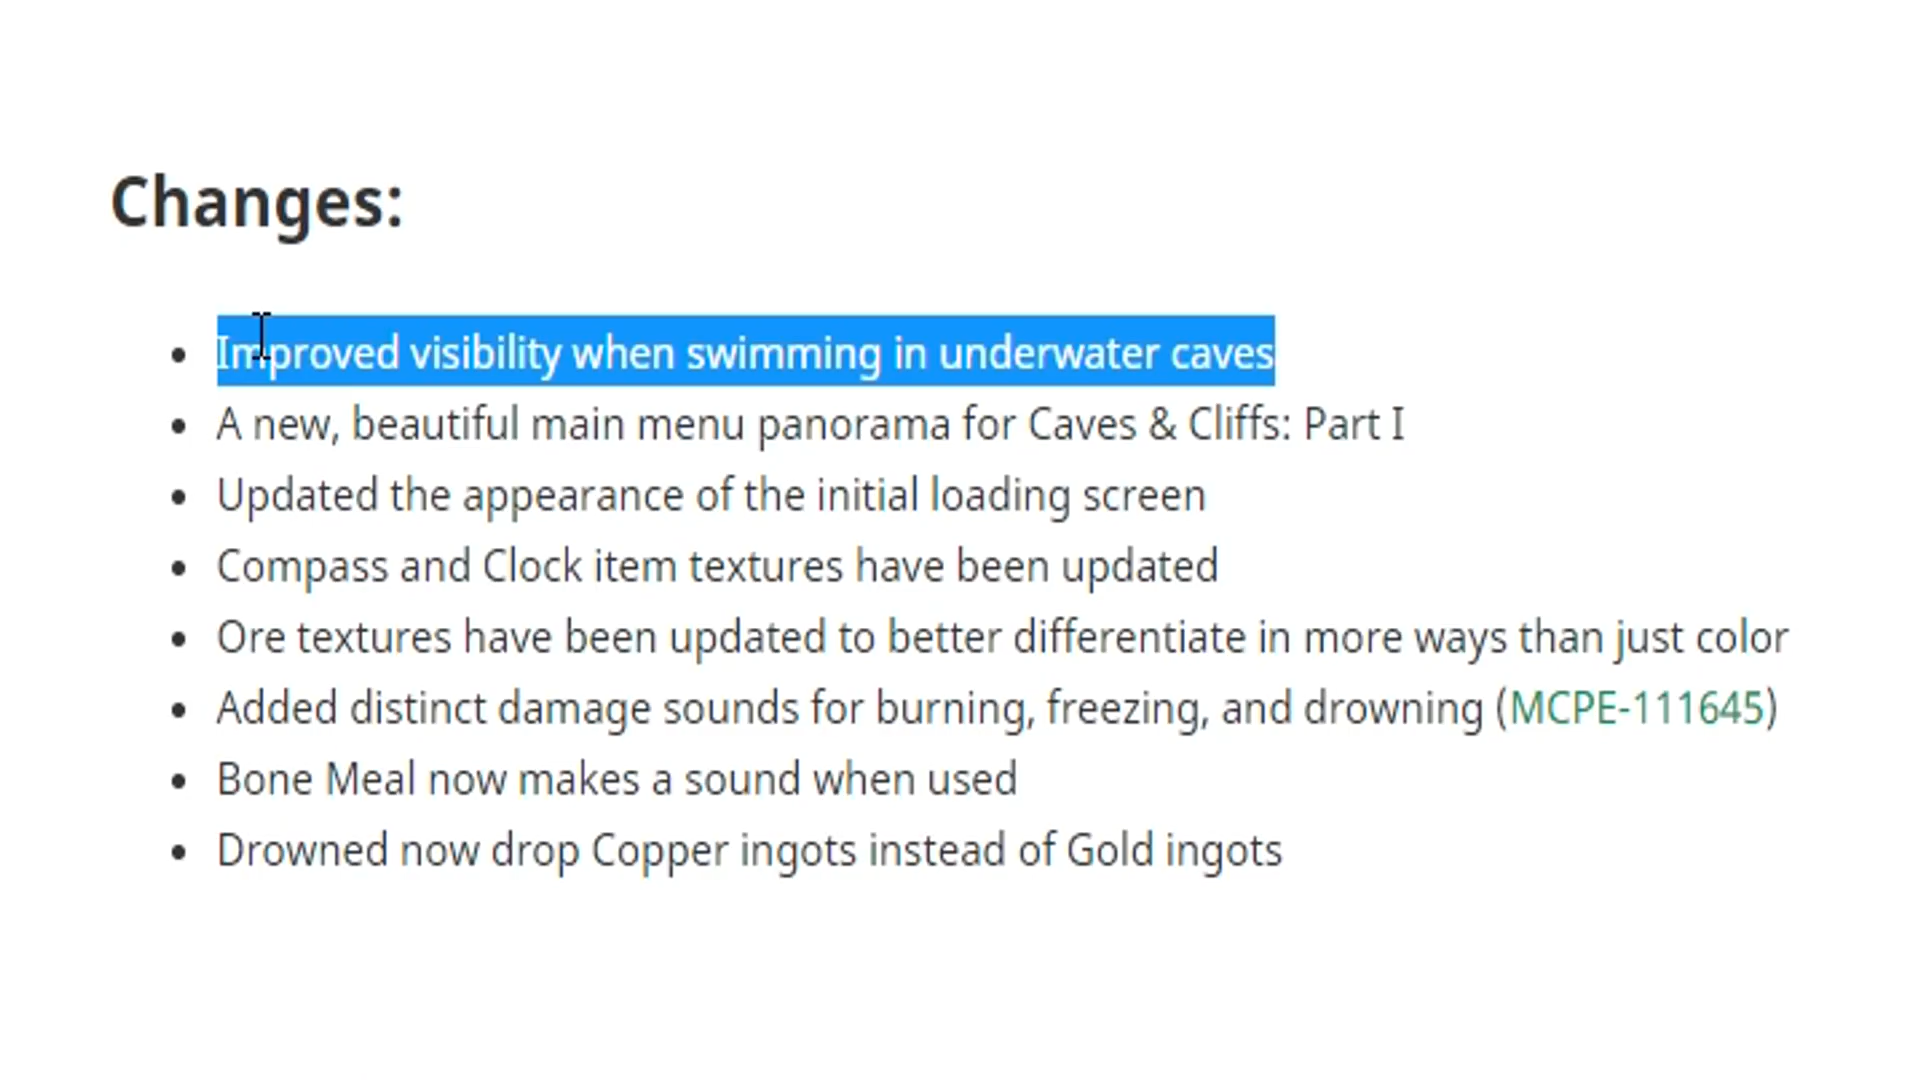 Changes:
Improved visibility when swimming in underwater caves
A new, beautiful main menu panorama for Caves & Cliffs: Part I
Updated the appearance of the initial loading screen
Compass and Clock item textures have been updated
Ore textures have been updated to better differentiate in more ways than just color
Added distinct damage sounds for burning, freezing, and drowning (MCPE-111645)
Bone Meal now makes a sound when used
Drowned now drop Copper ingots instead of Gold ingots